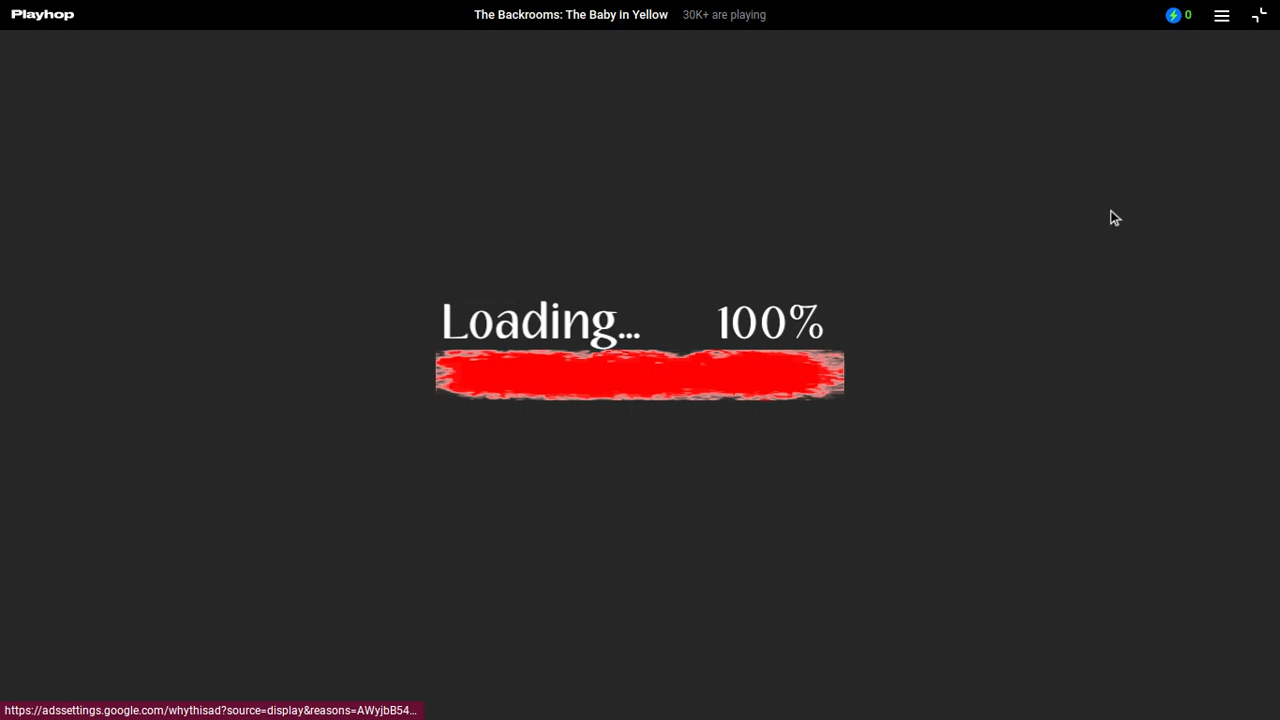 Playhop
The Backrooms: The Baby in Yellow 30K+ are playing
0
Loading... 100%
https://adssettings.google.com/whythisad?source=display&reasons=AWyjbB54...